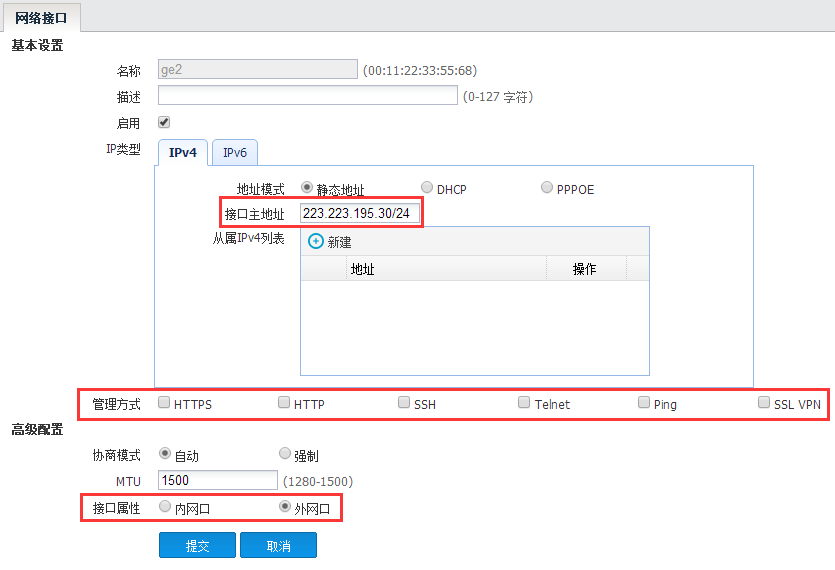 网络接口
基本设置
名称 ge2 (00:11:22:33:55:68)
描述 (0-127 字符)
启用
IP类型 IPv4 IPv6
地址模式 静态地址 DHCP PPPOE
接口主地址 223.223.195.30/24
从属IPv4列表 新建
地址 操作
管理方式 HTTPS HTTP SSH Telnet Ping SSL VPN
高级配置
协商模式 自动 强制
MTU 1500 (1280-1500)
接口属性 内网口 外网口
提交 取消